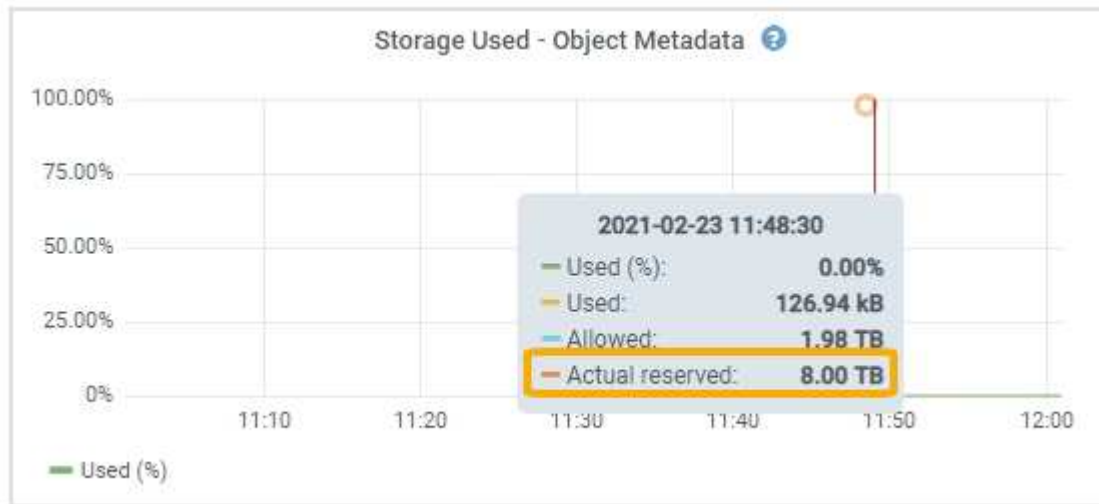 Storage Used - Object Metadata ?
100.00%
75.00%
50.00%
25.00%
0%
2021-02-23 11:48:30
Used (%): 0.00%
Used: 126.94 kB
Allowed: 1.98 TB
Actual reserved: 8.00 TB
11:10 11:20 11:30 11:40 11:50 12:00
Used (%)